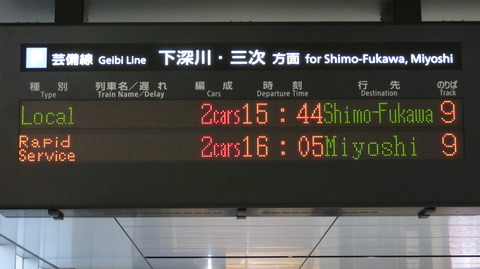 芸備線 Geibi Line 下深川・三次 方面 for Shimo-Fukawa, Miyoshi
種別 列車名／遅れ 編成 時刻 行先 のりば
Type Train Name/Delay Cars Departure Time Destination Track
Local 2cars 15:44 Shimo-Fukawa 9
Rapid Service 2cars 16:05 Miyoshi 9